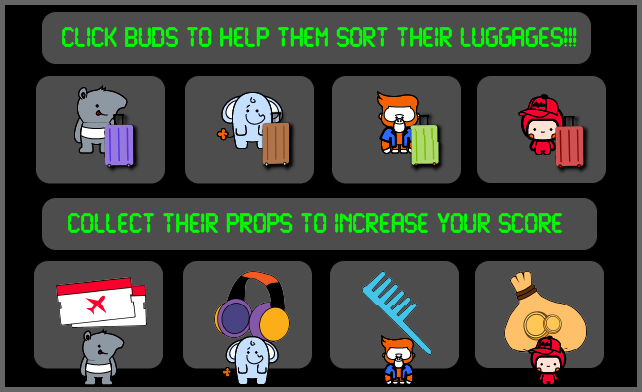 CLICK BUDS TO HELP THEM SORT THEIR LUGGAGES!!!
COLLECT THEIR PROPS TO INCREASE YOUR SCORE